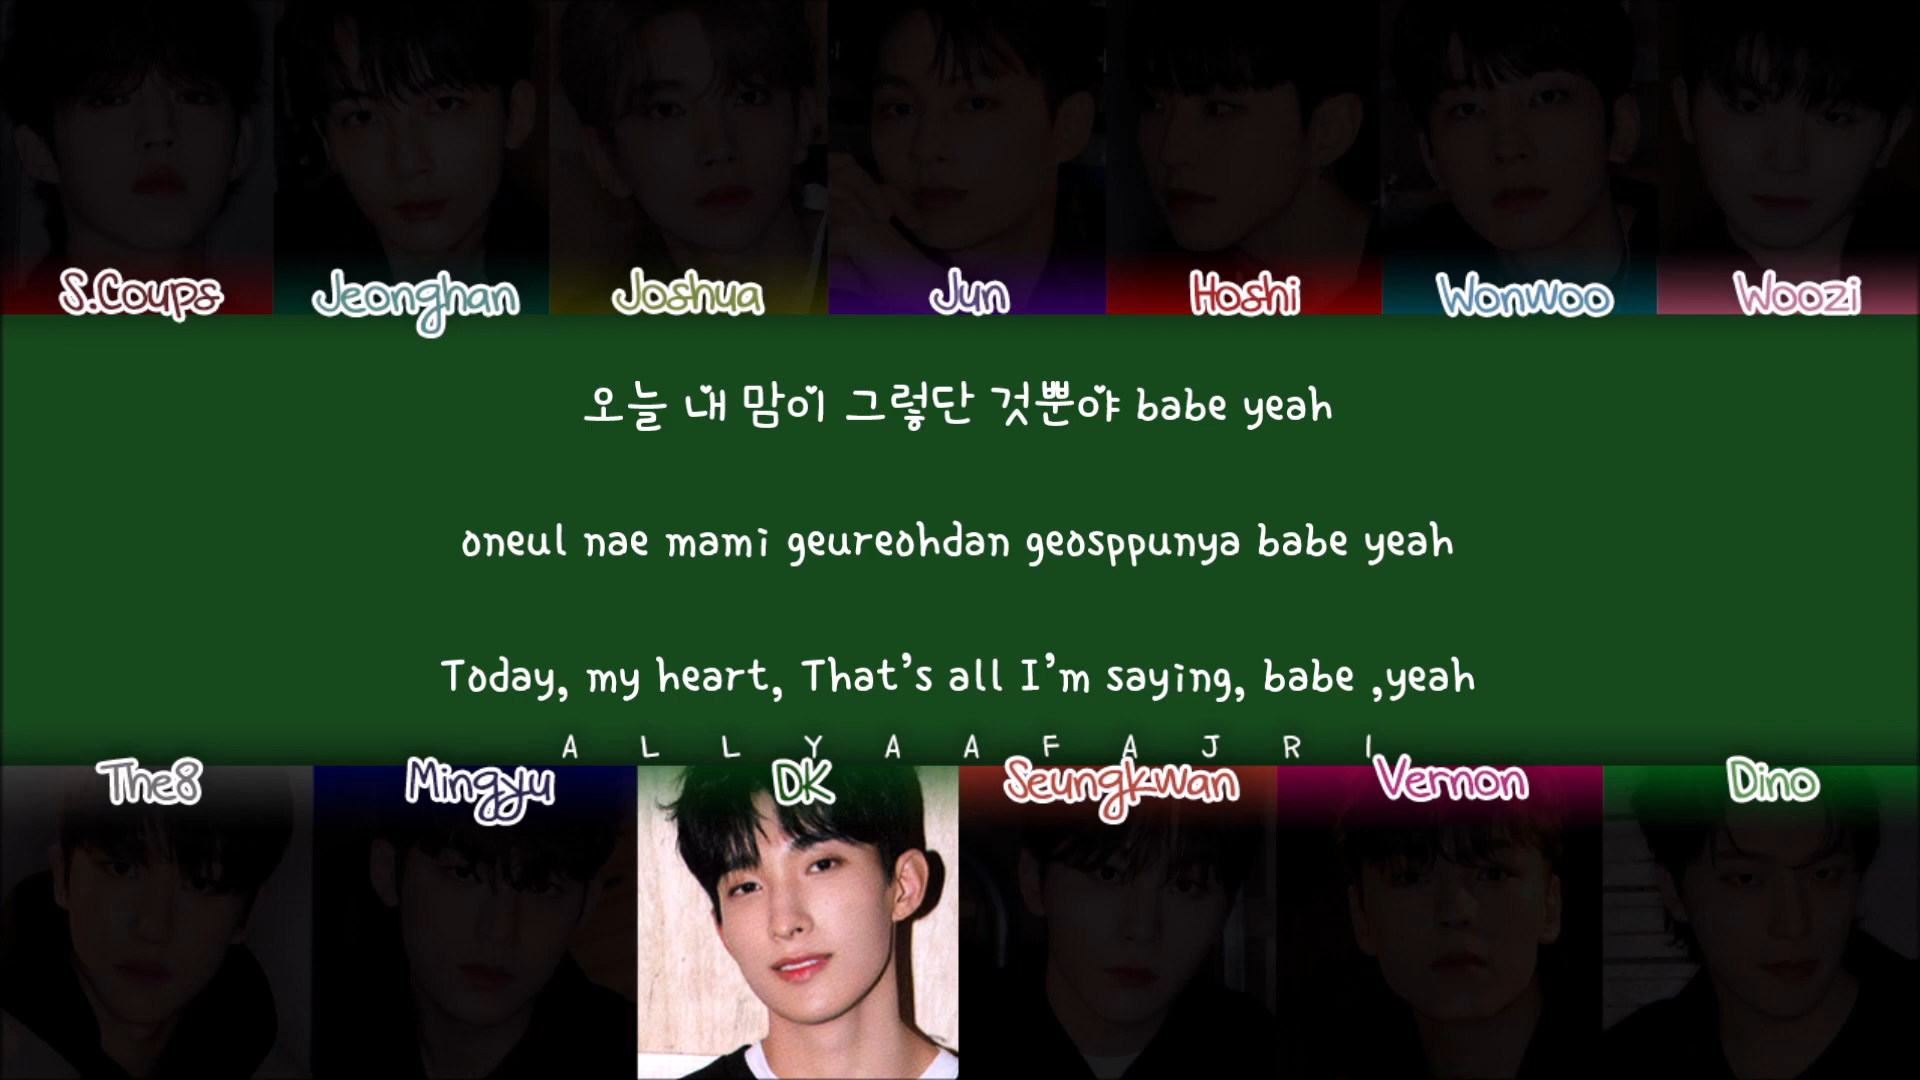 S.Coups Jeonghan Joshua Jun Hoshi Wonwoo Woozi
오늘 내 맘이 그렇단 것뿐야 babe yeah
oneul nae mami geureohdan geosppunya babe yeah
Today, my heart, That's all I'm saying, babe ,yeah
A L L Y A A F A J R I
The8 Mingyu DK Seungkwan Vernon Dino